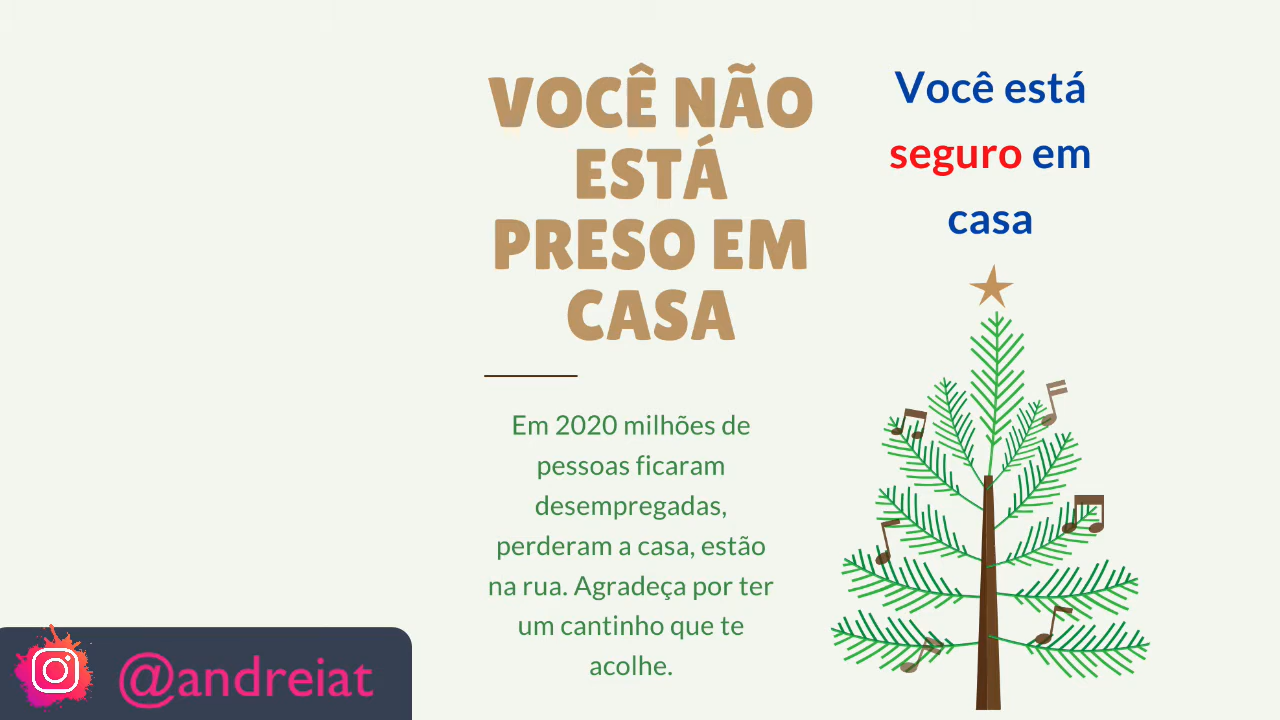 VOCÊ NÃO
ESTÁ
PRESO EM
CASA
Em 2020 milhões de
pessoas ficaram
desempregadas,
perderam a casa, estão
na rua. Agradeça por ter
um cantinho que te
acolhe.
Você está
seguro em
casa
@andreiat